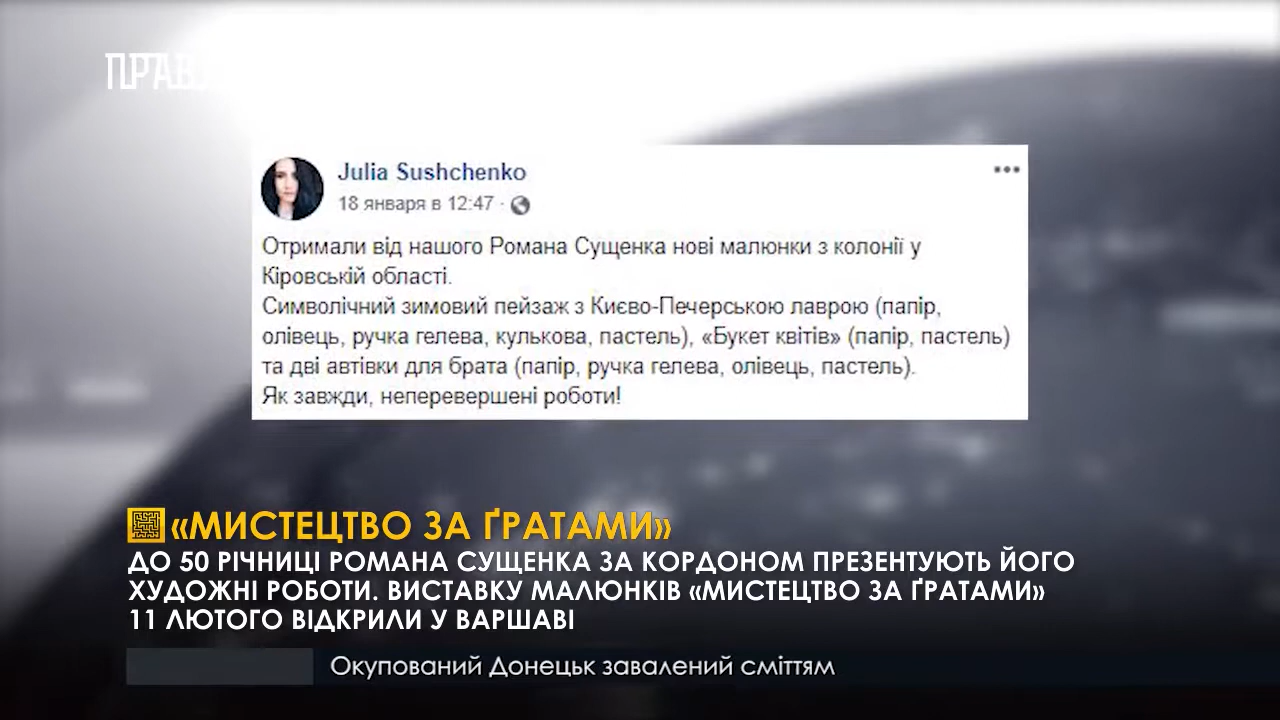 Julia Sushchenko
18 января в 12:47 ·
Отримали від нашого Романа Сущенка нові малюнки з колонії у
Кіровській області.
Символічний зимовий пейзаж з Києво-Печерською лаврою (папір,
олівець, ручка гелева, кулькова, пастель), «Букет квітів» (папір, пастель)
та дві автівки для брата (папір, ручка гелева, олівець, пастель).
Як завжди, неперевершені роботи!
«МИСТЕЦТВО ЗА ҐРАТАМИ»
ДО 50 РІЧНИЦІ РОМАНА СУЩЕНКА ЗА КОРДОНОМ ПРЕЗЕНТУЮТЬ ЙОГО
ХУДОЖНІ РОБОТИ. ВИСТАВКУ МАЛЮНКІВ «МИСТЕЦТВО ЗА ҐРАТАМИ»
11 ЛЮТОГО ВІДКРИЛИ У ВАРШАВІ
Окупований Донецьк завалений сміттям